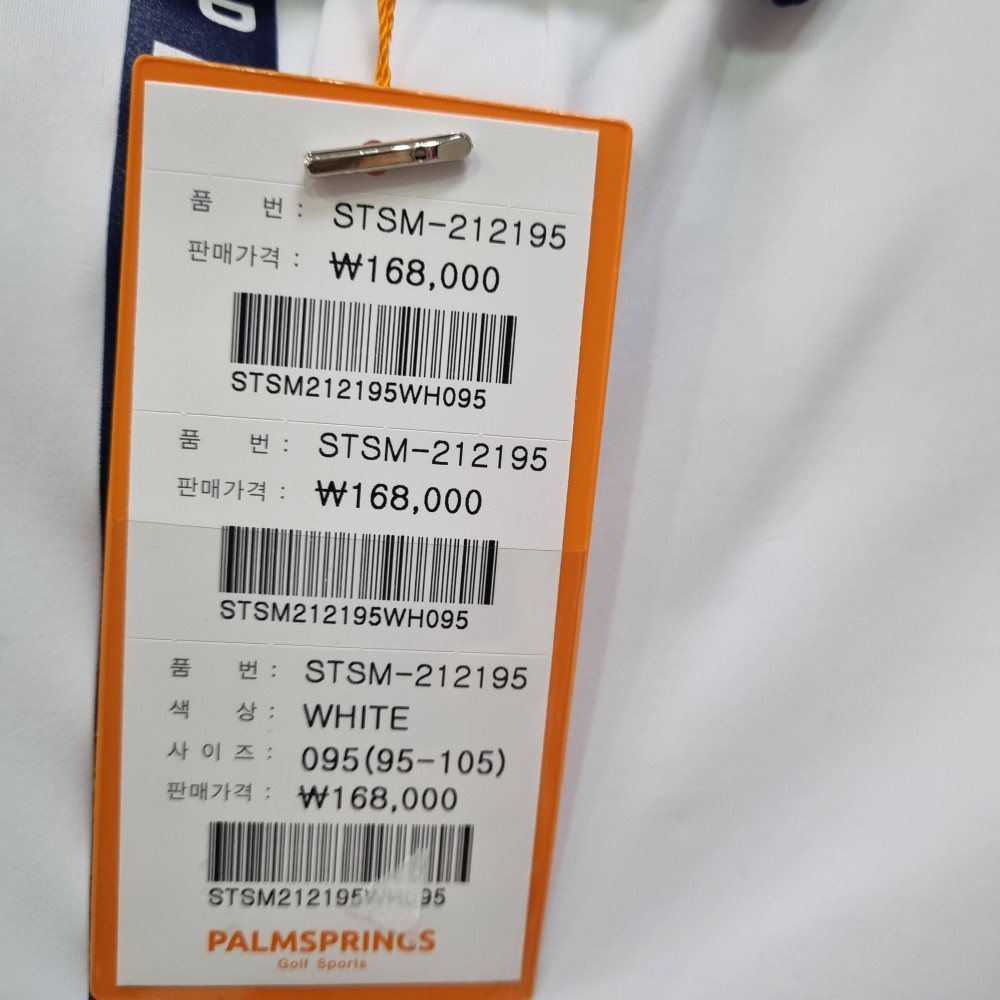 품 번 : STSM-212195
판매가격 : ₩168,000
STSM212195WH095
품 번 : STSM-212195
판매가격 : ₩168,000
STSM212195WH095
품 번 : STSM-212195
색 상 : WHITE
사 이 즈 : 095(95-105)
판매가격 : ₩168,000
STSM212195WH095
PALMSPRINGS
Golf Sports